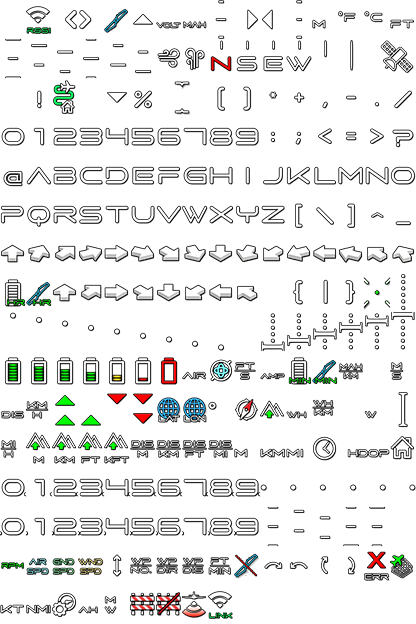 RSSI VOLT MAH M °F °C FT
N S E W
! % [ ] * + , - . /
0 1 2 3 4 5 6 7 8 9 : ; < = > ?
@ A B C D E F G H I J K L M N O
P Q R S T U V W X Y Z [ \ ] ^ _
HR HR { | }
AIR FT S AMP MIN MIN MAH KM M S
DIS KM H LAT LON ° WH WH KM W
MI H M KM FT KFT DIS M DIS KM DIS FT DIS MI KM MI HDOP
0. 1. 2. 3. 4. 5. 6. 7. 8. 9.
.0 .1 .2 .3 .4 .5 .6 .7 .8 .9
RPM AIR SPD GND SPD WND SPD WP NO. WP DIR WP DIS FT MIN ERR
KT NMI AH M W LINK